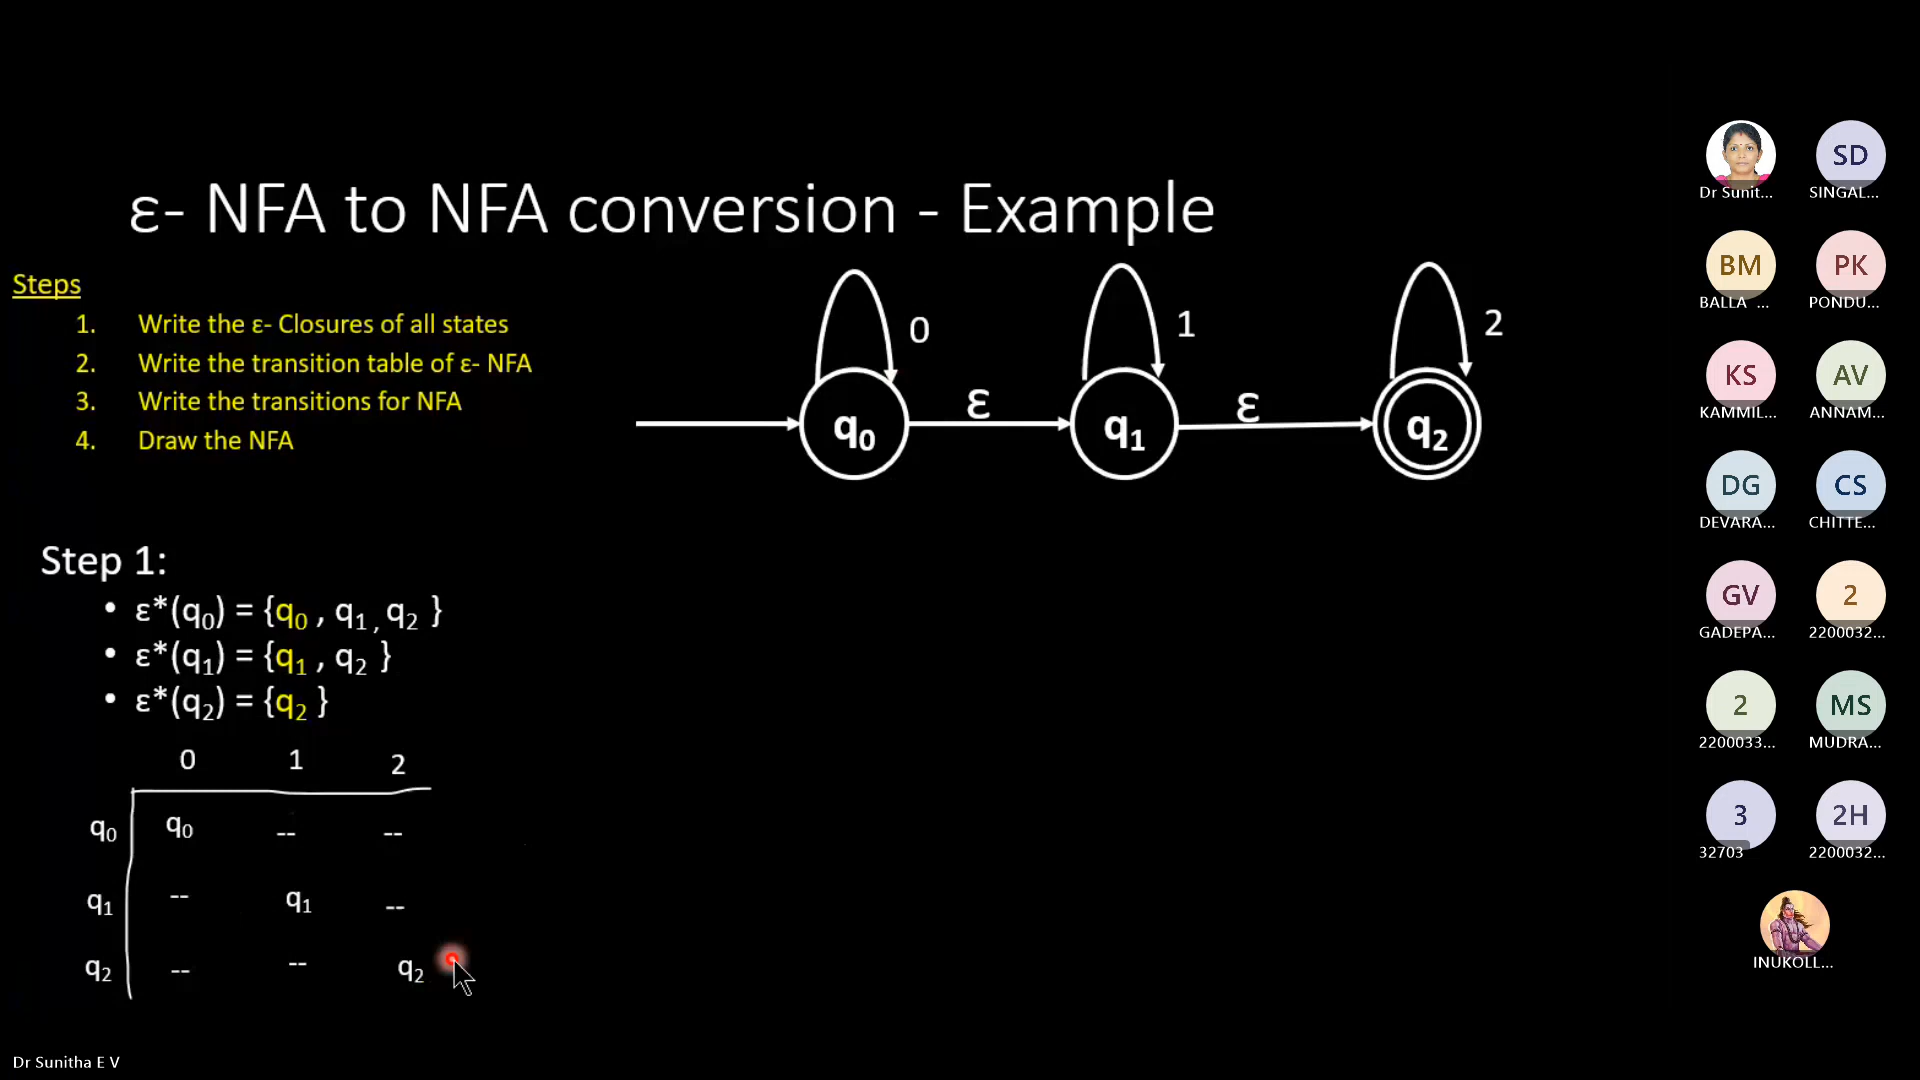 ε- NFA to NFA conversion - Example
Steps
1. Write the ε- Closures of all states
2. Write the transition table of ε- NFA
3. Write the transitions for NFA
4. Draw the NFA
0 1 2
q0 ε q1 ε q2
Step 1:
• ε*(q0) = {q0 , q1 , q2 }
• ε*(q1) = {q1 , q2 }
• ε*(q2) = {q2 }
0 1 2
q0 q0 -- --
q1 -- q1 --
q2 -- -- q2
Dr Sunitha E V
SD
Dr Sunit... SINGAL...
BM PK
BALLA ... PONDU...
KS AV
KAMMIL... ANNAM...
DG CS
DEVARA... CHITTE...
GV 2
GADEPA... 2200032...
2 MS
2200033... MUDRA...
3 2H
32703 2200032...
INUKOLL...